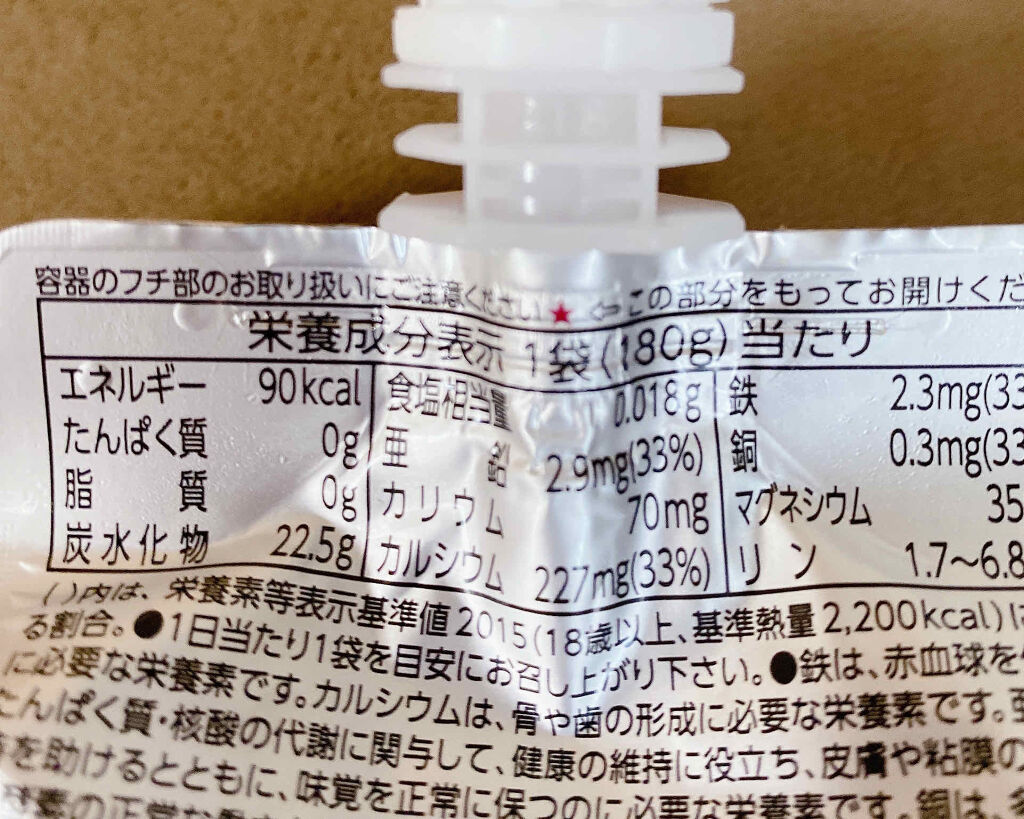 容器のフチ部のお取り扱いにご注意ください★⇦この部分をもってお開けくだ
栄養成分表示 1袋(180g)当たり
エネルギー 90kcal 食塩相当量 0.018g 鉄 2.3mg(33
たんぱく質 0g 亜鉛 2.9mg(33%) 銅 0.3mg(33
脂質 0g カリウム 70mg マグネシウム 35
炭水化物 22.5g カルシウム 227mg(33%) リン 1.7〜6.8
( )内は、栄養素等表示基準値2015(18歳以上、基準熱量2,200kcal)に
る割合。●1日当たり1袋を目安にお召し上がり下さい。●鉄は、赤血球を
に必要な栄養素です。カルシウムは、骨や歯の形成に必要な栄養素です。亜
たんぱく質・核酸の代謝に関与して、健康の維持に役立ち、皮膚や粘膜の
を助けるとともに、味覚を正常に保つのに必要な栄養素です。銅は、多